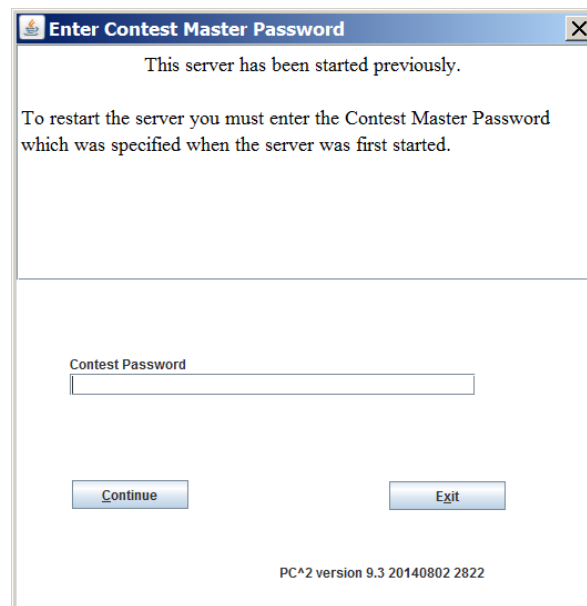 Enter Contest Master Password
This server has been started previously.
To restart the server you must enter the Contest Master Password
which was specified when the server was first started.
Contest Password
Continue
Exit
PC^2 version 9.3 20140802 2822